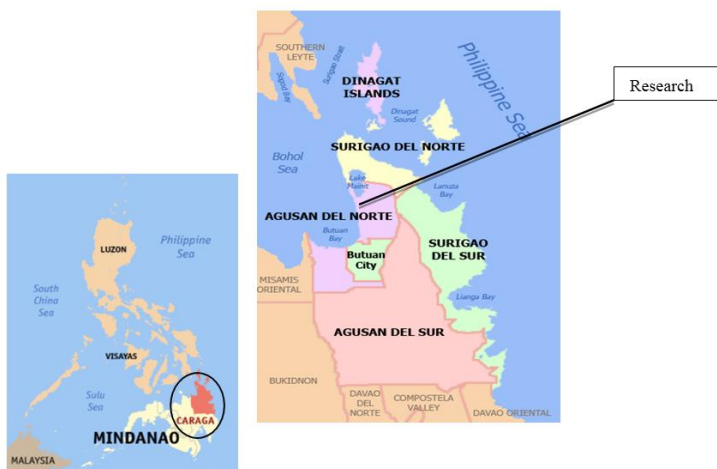 SOUTHERN
LEYTE
Surigao Strait
Sogod Bay
DINAGAT
ISLANDS
Philippine Sea
Research
Dinagat
Sound
SURIGAO DEL NORTE
Bohol
Sea
Lake
Mainit
Lanuza
Bay
AGUSAN DEL NORTE
Butuan
Bay
SURIGAO
DEL SUR
Butuan
City
MISAMIS
ORIENTAL
Lianga Bay
AGUSAN DEL SUR
BUKIDNON
DAVAO
DEL
NORTE
COMPOSTELA
VALLEY
DAVAO ORIENTAL
Philippine
Sea
LUZON
South
China
Sea
VISAYAS
Sulu
Sea
CARAGA
MINDANAO
MALAYSIA